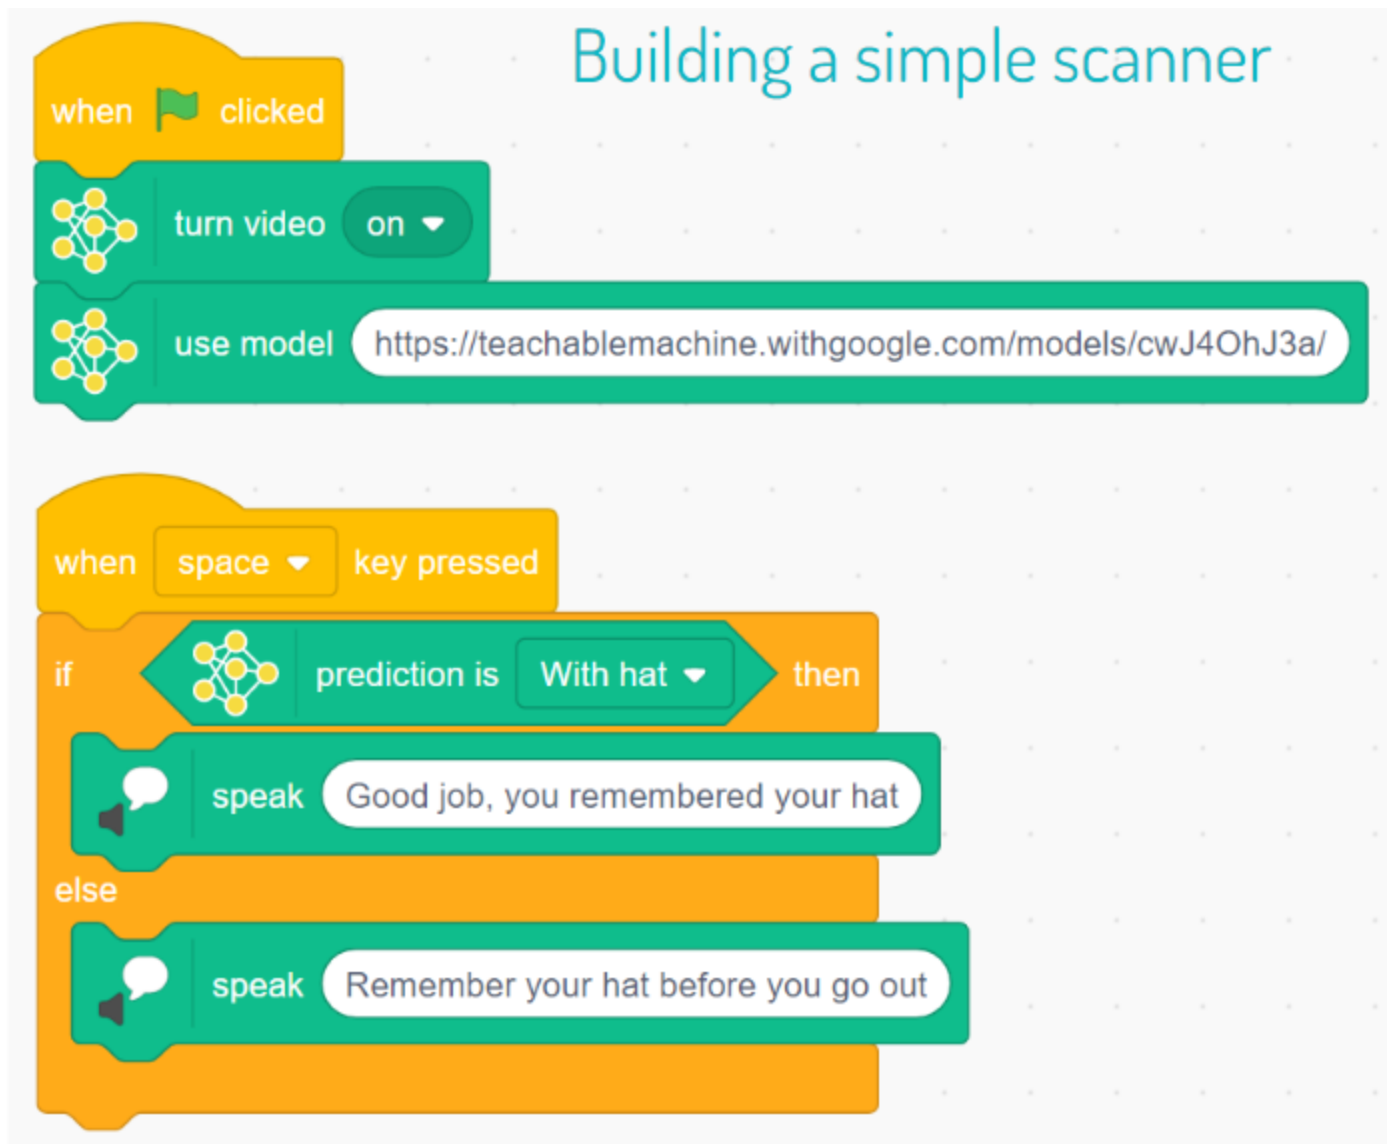 Building a simple scanner
when clicked
turn video on
use model https://teachablemachine.withgoogle.com/models/cwJ4OhJ3a/
when space key pressed
if prediction is With hat then
speak Good job, you remembered your hat
else
speak Remember your hat before you go out